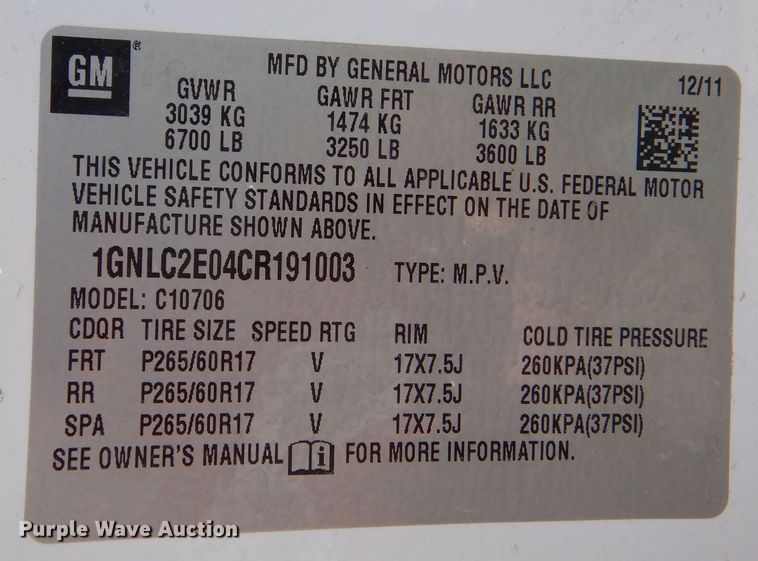 GM ®
MFD BY GENERAL MOTORS LLC 12/11
GVWR GAWR FRT GAWR RR
3039 KG 1474 KG 1633 KG
6700 LB 3250 LB 3600 LB
THIS VEHICLE CONFORMS TO ALL APPLICABLE U.S. FEDERAL MOTOR
VEHICLE SAFETY STANDARDS IN EFFECT ON THE DATE OF
MANUFACTURE SHOWN ABOVE.
1GNLC2E04CR191003 TYPE: M.P.V.
MODEL: C10706
CDQR TIRE SIZE SPEED RTG RIM COLD TIRE PRESSURE
FRT P265/60R17 V 17X7.5J 260KPA(37PSI)
RR P265/60R17 V 17X7.5J 260KPA(37PSI)
SPA P265/60R17 V 17X7.5J 260KPA(37PSI)
SEE OWNER'S MANUAL i FOR MORE INFORMATION.
Purple Wave Auction